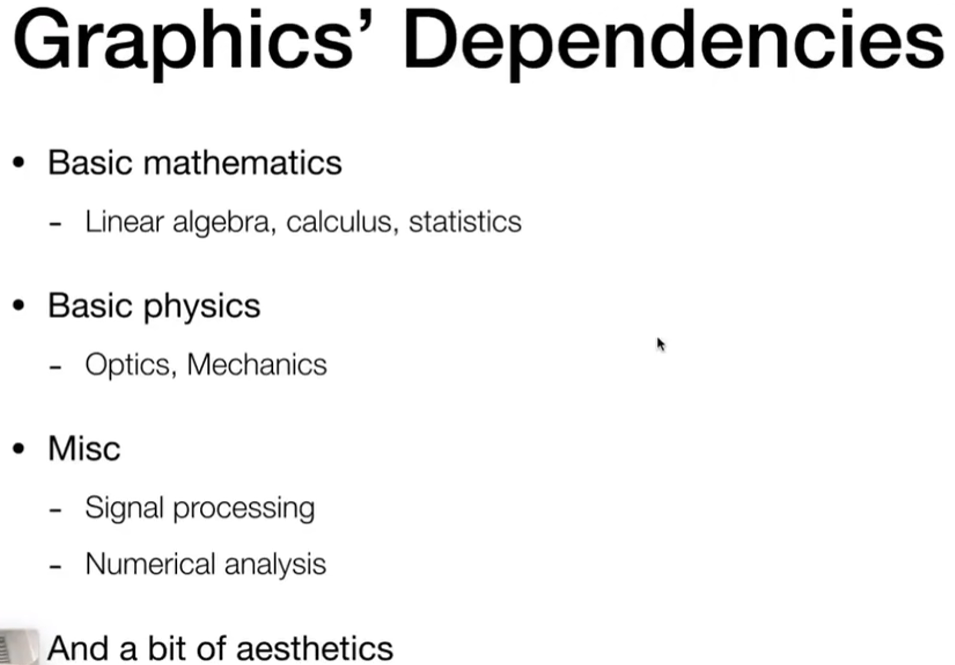 Graphics’ Dependencies
• Basic mathematics
- Linear algebra, calculus, statistics
• Basic physics
- Optics, Mechanics
• Misc
- Signal processing
- Numerical analysis
And a bit of aesthetics